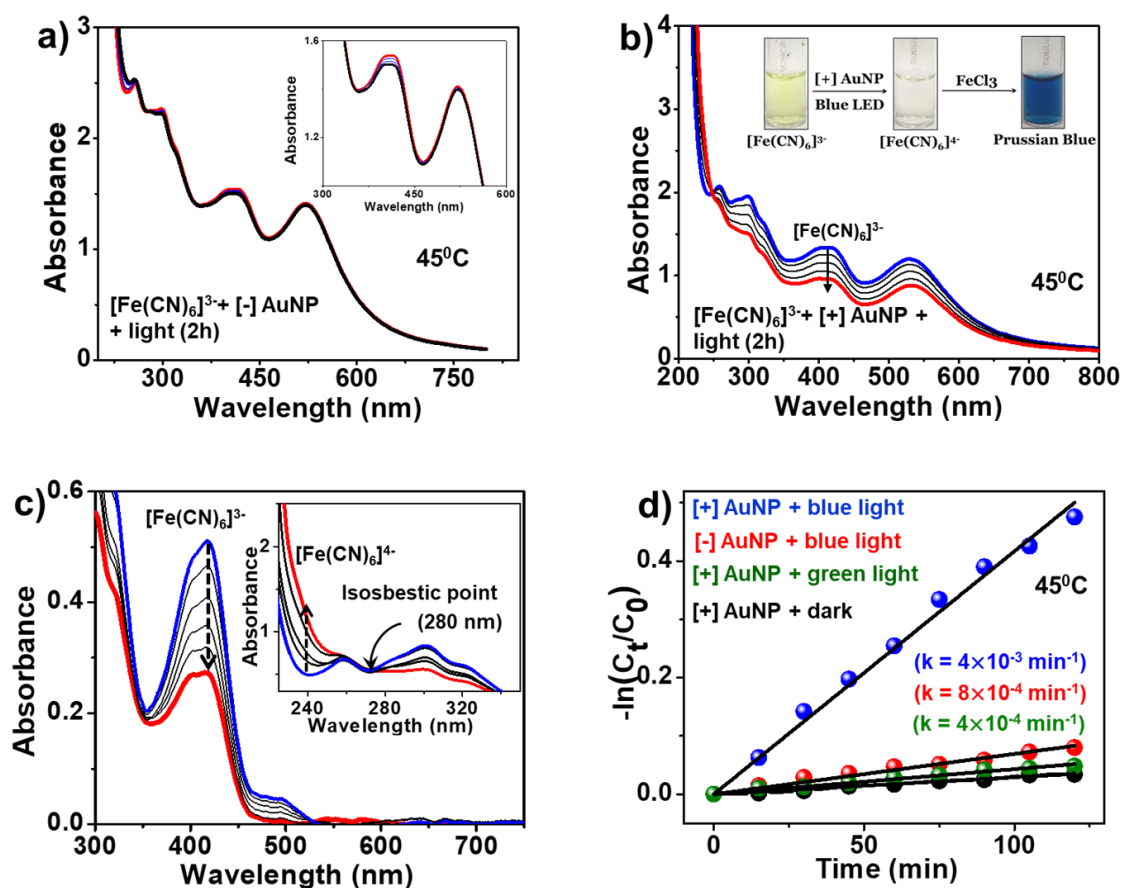 a)
3
2
1
0
Absorbance
300
450
600
750
Wavelength (nm)
45⁰C
[Fe(CN)₆]³⁻+ [-] AuNP
+ light (2h)
1.6
1.4
1.2
Absorbance
300
450
600
Wavelength (nm)
b)
4
3
2
1
0
Absorbance
200
300
400
500
600
700
800
Wavelength (nm)
[+] AuNP
Blue LED
FeCl₃
[Fe(CN)₆]³⁻
[Fe(CN)₆]⁴⁻
Prussian Blue
[Fe(CN)₆]³⁻
45⁰C
[Fe(CN)₆]³⁻+ [+] AuNP +
light (2h)
c)
0.6
0.4
0.2
0.0
Absorbance
300
400
500
600
700
Wavelength (nm)
[Fe(CN)₆]³⁻
2
1
Absorbance
[Fe(CN)₆]⁴⁻
Isosbestic point
(280 nm)
240
280
320
Wavelength (nm)
d)
0.4
0.2
0.0
-ln(Cₜ/C₀)
[+] AuNP + blue light
[-] AuNP + blue light
[+] AuNP + green light
[+] AuNP + dark
45⁰C
(k = 4×10⁻³ min⁻¹)
(k = 8×10⁻⁴ min⁻¹)
(k = 4×10⁻⁴ min⁻¹)
0
50
100
Time (min)